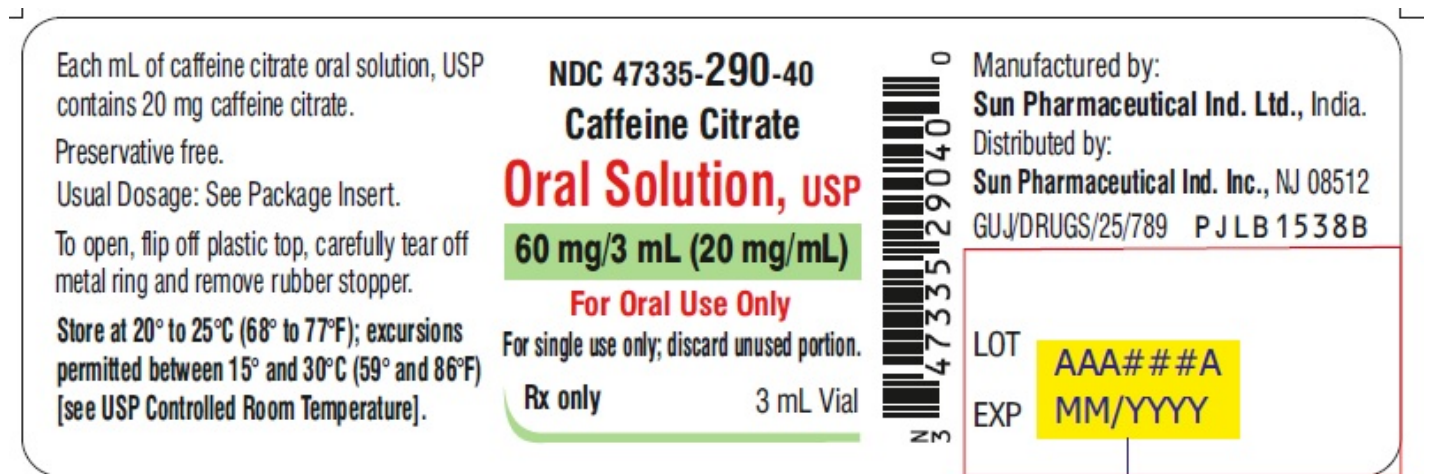 Each mL of caffeine citrate oral solution, USP
contains 20 mg caffeine citrate.
Preservative free.
Usual Dosage: See Package Insert.
To open, flip off plastic top, carefully tear off
metal ring and remove rubber stopper.
Store at 20° to 25°C (68° to 77°F); excursions
permitted between 15° and 30°C (59° and 86°F)
[see USP Controlled Room Temperature].
NDC 47335-290-40
Caffeine Citrate
Oral Solution, USP
60 mg/3 mL (20 mg/mL)
For Oral Use Only
For single use only; discard unused portion.
Rx only
3 mL Vial
N
3 47335 29040 0
Manufactured by:
Sun Pharmaceutical Ind. Ltd., India.
Distributed by:
Sun Pharmaceutical Ind. Inc., NJ 08512
GUJ/DRUGS/25/789 PJLB1538B
LOT AAA###A
EXP MM/YYYY